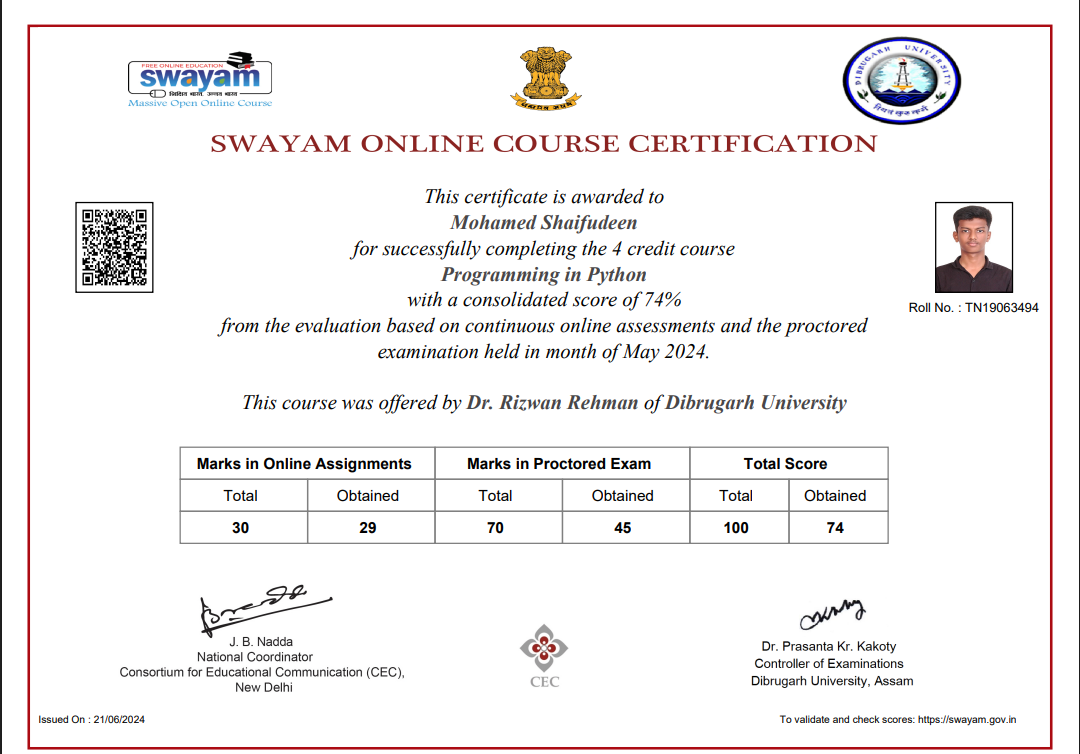 FREE ONLINE EDUCATION
swayam
शिक्षित भारत, उन्नत भारत
Massive Open Online Course
सत्यमेव जयते
DIBRUGARH UNIVERSITY
SWAYAM ONLINE COURSE CERTIFICATION
This certificate is awarded to
Mohamed Shaifudeen
for successfully completing the 4 credit course
Programming in Python
with a consolidated score of 74%
from the evaluation based on continuous online assessments and the proctored
examination held in month of May 2024.
Roll No. : TN19063494
This course was offered by Dr. Rizwan Rehman of Dibrugarh University
Marks in Online Assignments Marks in Proctored Exam Total Score
Total Obtained Total Obtained Total Obtained
30 29 70 45 100 74
J. B. Nadda
National Coordinator
Consortium for Educational Communication (CEC),
New Delhi
CEC
Dr. Prasanta Kr. Kakoty
Controller of Examinations
Dibrugarh University, Assam
Issued On : 21/06/2024
To validate and check scores: https://swayam.gov.in